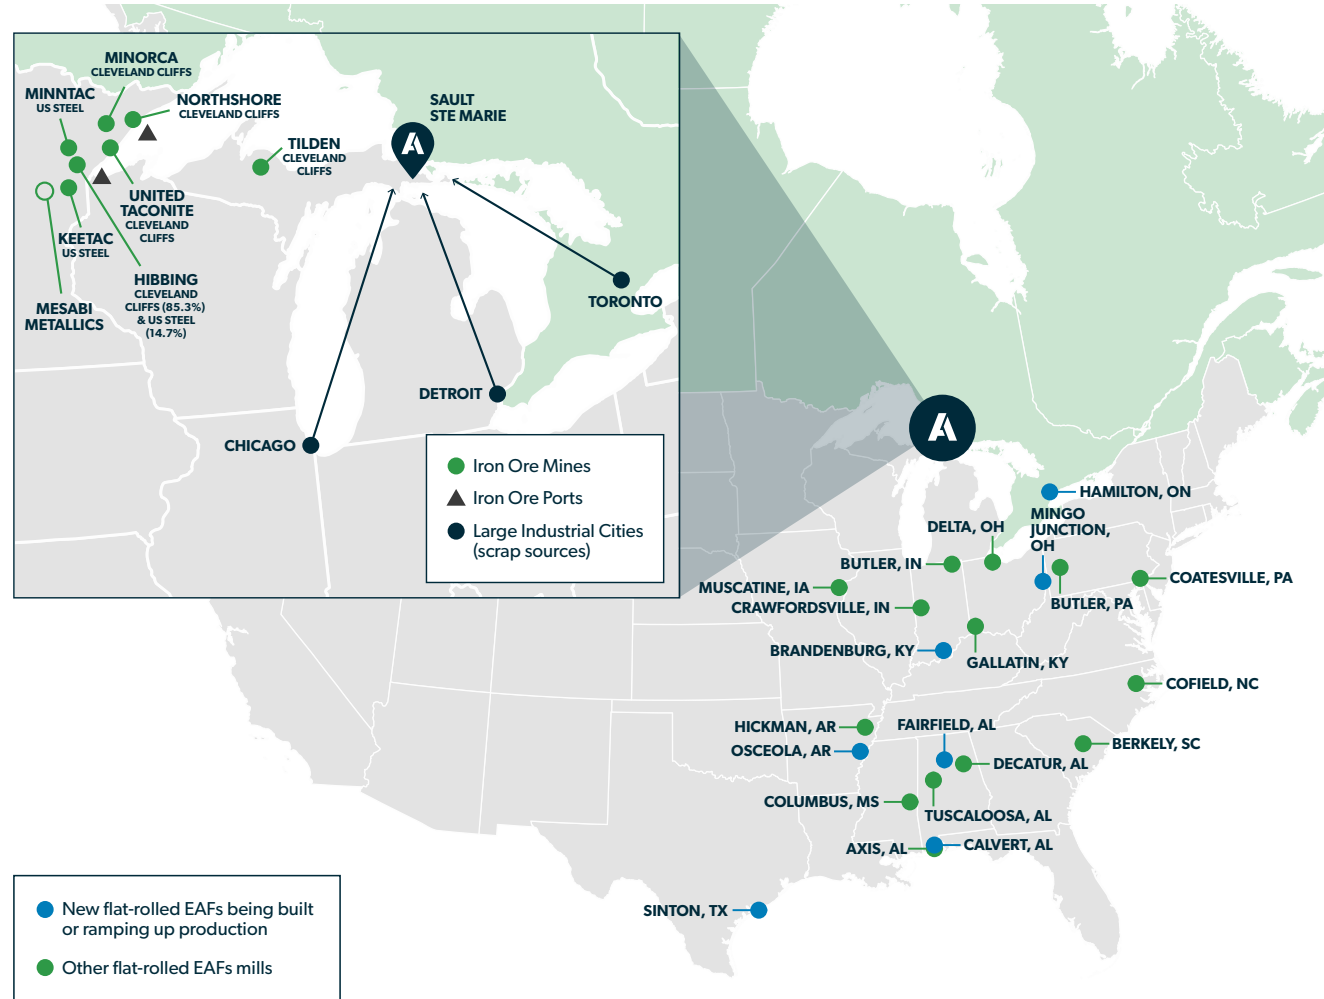 MINORCA
CLEVELAND CLIFFS
MINNTAC
US STEEL
NORTHSHORE
CLEVELAND CLIFFS
SAULT
STE MARIE
TILDEN
CLEVELAND
CLIFFS
UNITED
TACONITE
CLEVELAND
CLIFFS
KEETAC
US STEEL
HIBBING
CLEVELAND
CLIFFS (85.3%)
& US STEEL
(14.7%)
MESABI
METALLICS
TORONTO
DETROIT
CHICAGO
Iron Ore Mines
Iron Ore Ports
Large Industrial Cities
(scrap sources)
HAMILTON, ON
MINGO
JUNCTION,
OH
DELTA, OH
BUTLER, IN
COATESVILLE, PA
MUSCATINE, IA
BUTLER, PA
CRAWFORDSVILLE, IN
BRANDENBURG, KY
GALLATIN, KY
COFIELD, NC
HICKMAN, AR
FAIRFIELD, AL
OSCEOLA, AR
BERKELY, SC
DECATUR, AL
COLUMBUS, MS
TUSCALOOSA, AL
AXIS, AL
CALVERT, AL
SINTON, TX
New flat-rolled EAFs being built
or ramping up production
Other flat-rolled EAFs mills